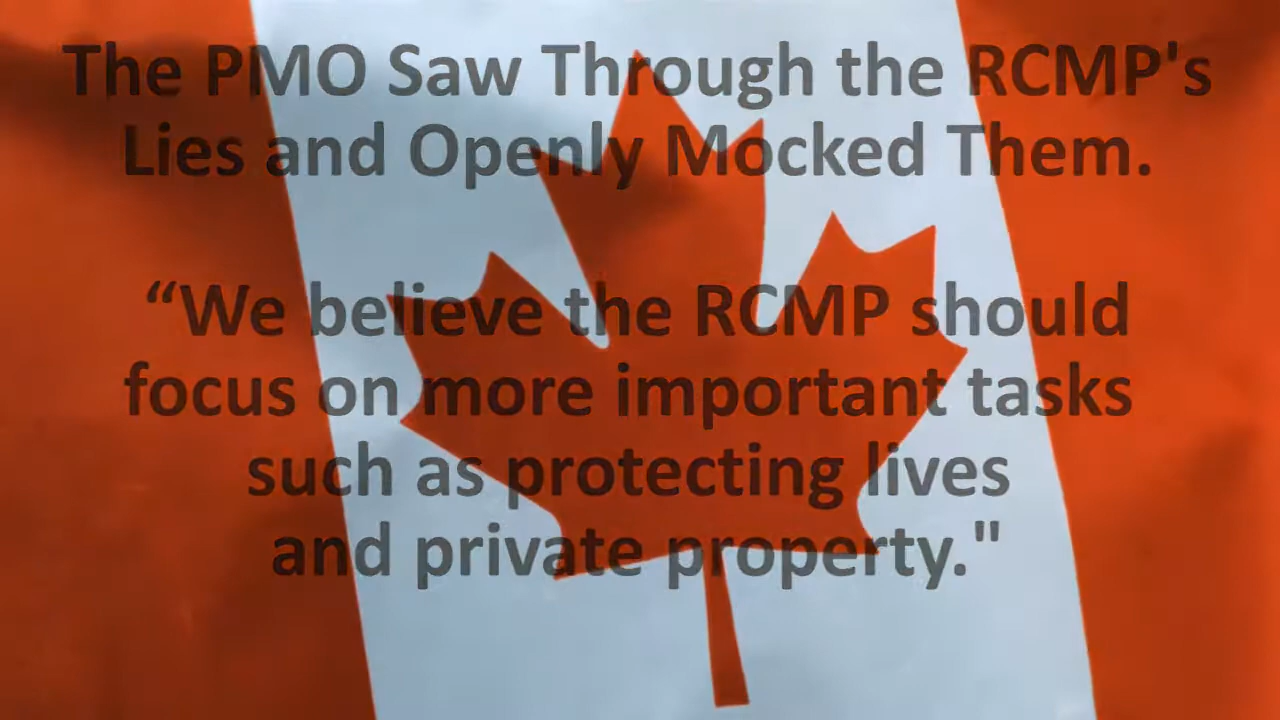 The PMO Saw Through the RCMP's
Lies and Openly Mocked Them.
“We believe the RCMP should
focus on more important tasks
such as protecting lives
and private property."